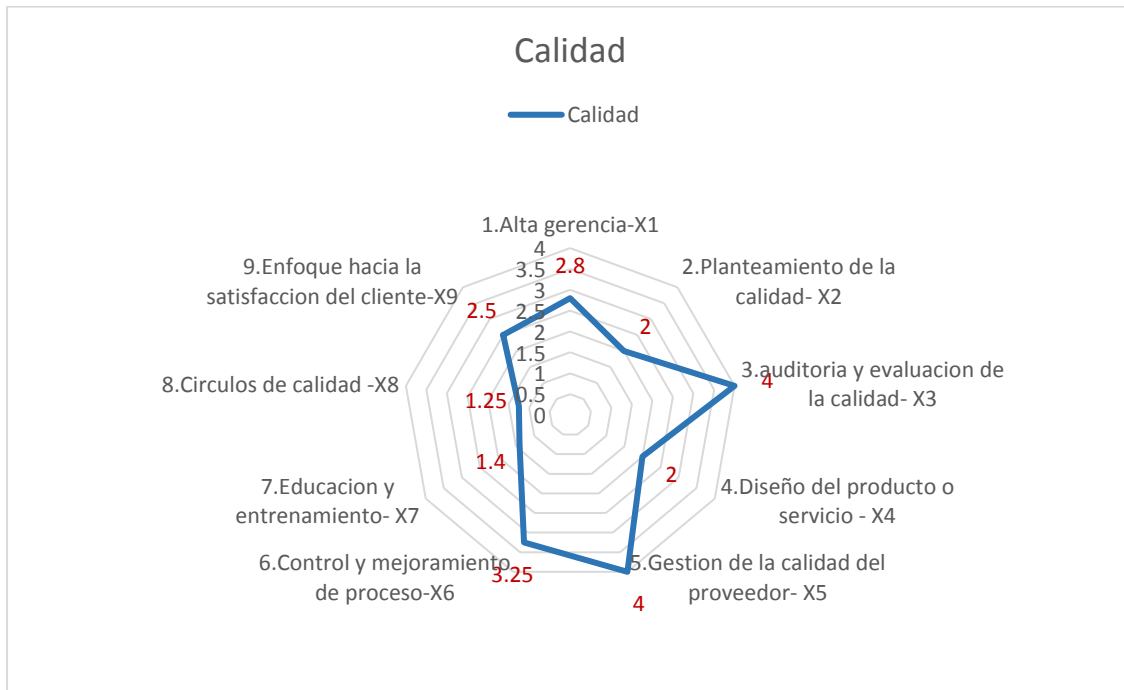 Calidad
Calidad
1.Alta gerencia-X1
2.8
2.Planteamiento de la
calidad- X2
2
3.auditoria y evaluacion de
la calidad- X3
4
4.Diseño del producto o
servicio - X4
2
5.Gestion de la calidad del
proveedor- X5
4
6.Control y mejoramiento
de proceso-X6
3.25
7.Educacion y
entrenamiento- X7
1.4
8.Circulos de calidad -X8
1.25
9.Enfoque hacia la
satisfaccion del cliente-X9
2.5
4
3.5
3
2.5
2
1.5
1
0.5
0